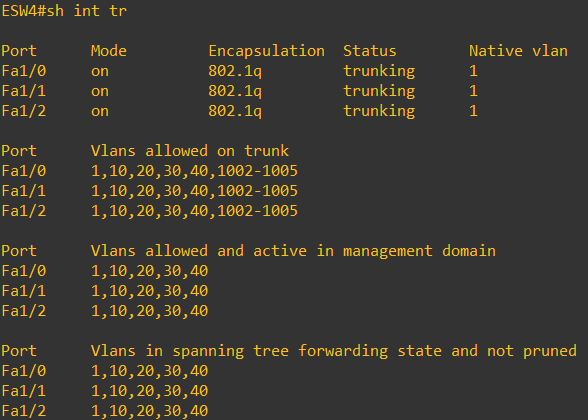 ESW4#sh int tr
Port Mode Encapsulation Status Native vlan
Fa1/0 on 802.1q trunking 1
Fa1/1 on 802.1q trunking 1
Fa1/2 on 802.1q trunking 1
Port Vlans allowed on trunk
Fa1/0 1,10,20,30,40,1002-1005
Fa1/1 1,10,20,30,40,1002-1005
Fa1/2 1,10,20,30,40,1002-1005
Port Vlans allowed and active in management domain
Fa1/0 1,10,20,30,40
Fa1/1 1,10,20,30,40
Fa1/2 1,10,20,30,40
Port Vlans in spanning tree forwarding state and not pruned
Fa1/0 1,10,20,30,40
Fa1/1 1,10,20,30,40
Fa1/2 1,10,20,30,40